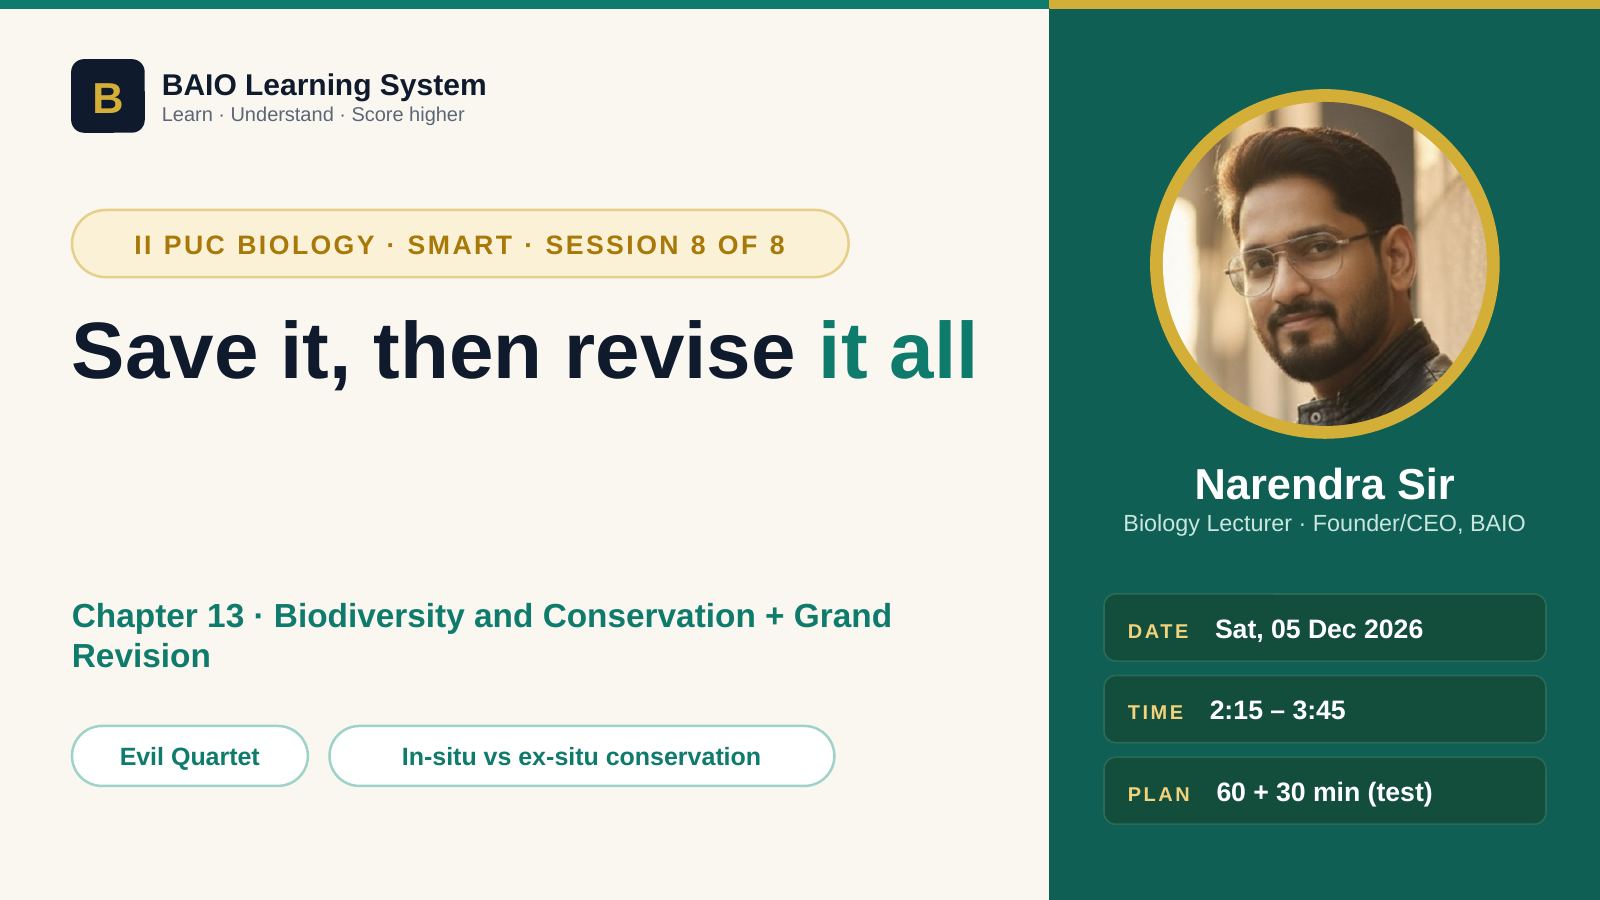 B
BAIO Learning System
Learn · Understand · Score higher
II PUC BIOLOGY · SMART · SESSION 8 OF 8
Save it, then revise it all
Chapter 13 · Biodiversity and Conservation + Grand
Revision
Evil Quartet
In-situ vs ex-situ conservation
Narendra Sir
Biology Lecturer · Founder/CEO, BAIO
DATE Sat, 05 Dec 2026
TIME 2:15 – 3:45
PLAN 60 + 30 min (test)